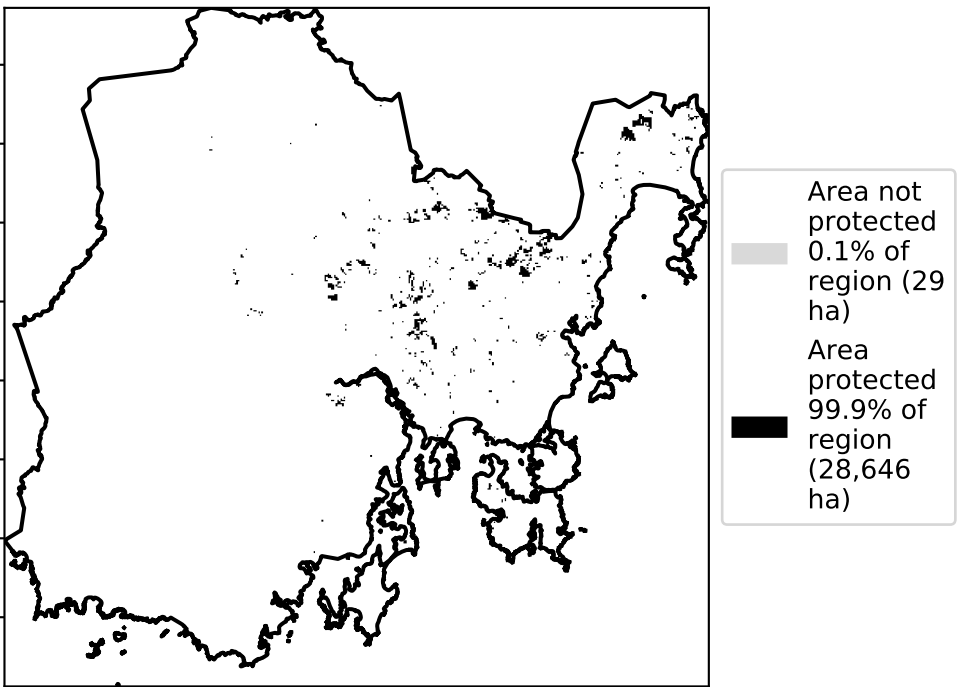 Area not
protected
0.1% of
region (29
ha)
Area
protected
99.9% of
region
(28,646
ha)